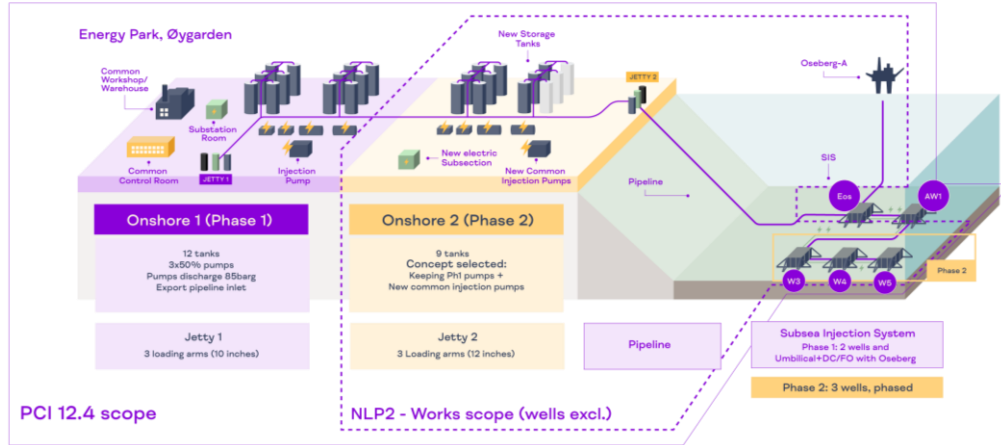 Energy Park, Øygarden
New Storage
Tanks
Common
Workshop/
Warehouse
Substation
Room
Common
Control Room
JETTY 1
Injection
Pump
New electric
Subsection
New Common
Injection Pumps
JETTY 2
Oseberg-A
Pipeline
SIS
Eos
AW1
W3
W4
W5
Phase 2
Onshore 1 (Phase 1)
12 tanks
3x50% pumps
Pumps discharge 85barg
Export pipeline inlet
Onshore 2 (Phase 2)
9 tanks
Concept selected:
Keeping Ph1 pumps +
New common injection pumps
Jetty 1
3 loading arms (10 inches)
Jetty 2
3 Loading arms (12 inches)
Pipeline
Subsea Injection System
Phase 1: 2 wells and
Umbilical+DC/FO with Oseberg
Phase 2: 3 wells, phased
PCI 12.4 scope
NLP2 - Works scope (wells excl.)